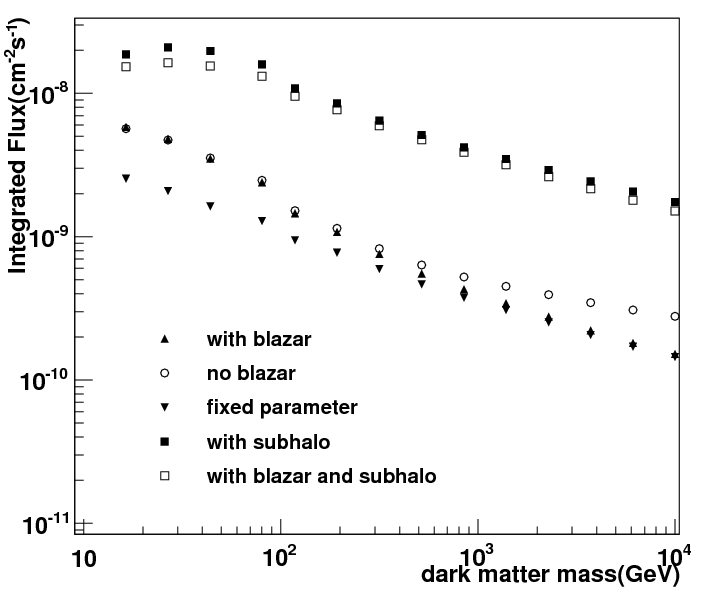 Integrated Flux(cm⁻²s⁻¹)
10⁻⁸
10⁻⁹
10⁻¹⁰
10⁻¹¹
with blazar
no blazar
fixed parameter
with subhalo
with blazar and subhalo
10 10² 10³ 10⁴
dark matter mass(GeV)